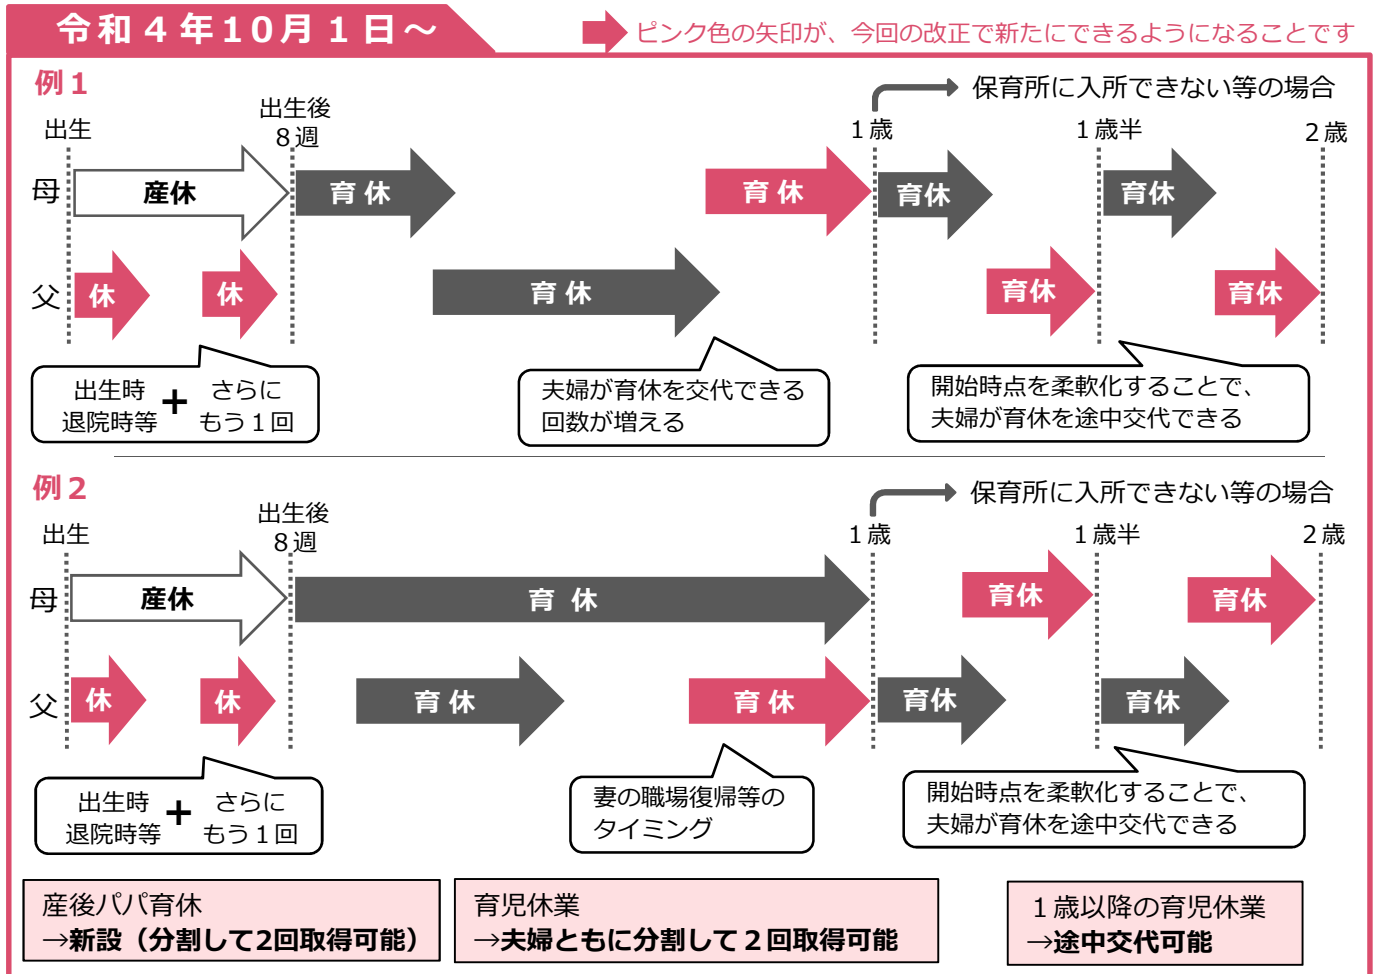 令和４年10月１日～
ピンク色の矢印が、今回の改正で新たにできるようになることです
例１
保育所に入所できない等の場合
出生
出生後
８週
１歳
１歳半
２歳
母
産休
育休
育休
育休
育休
父
休
休
育休
育休
育休
出生時
退院時等
＋
さらに
もう１回
夫婦が育休を交代できる
回数が増える
開始時点を柔軟化することで、
夫婦が育休を途中交代できる
例２
保育所に入所できない等の場合
出生
出生後
８週
１歳
１歳半
２歳
母
産休
育休
育休
育休
父
休
休
育休
育休
育休
育休
出生時
退院時等
＋
さらに
もう１回
妻の職場復帰等の
タイミング
開始時点を柔軟化することで、
夫婦が育休を途中交代できる
産後パパ育休
→新設（分割して2回取得可能）
育児休業
→夫婦ともに分割して２回取得可能
１歳以降の育児休業
→途中交代可能